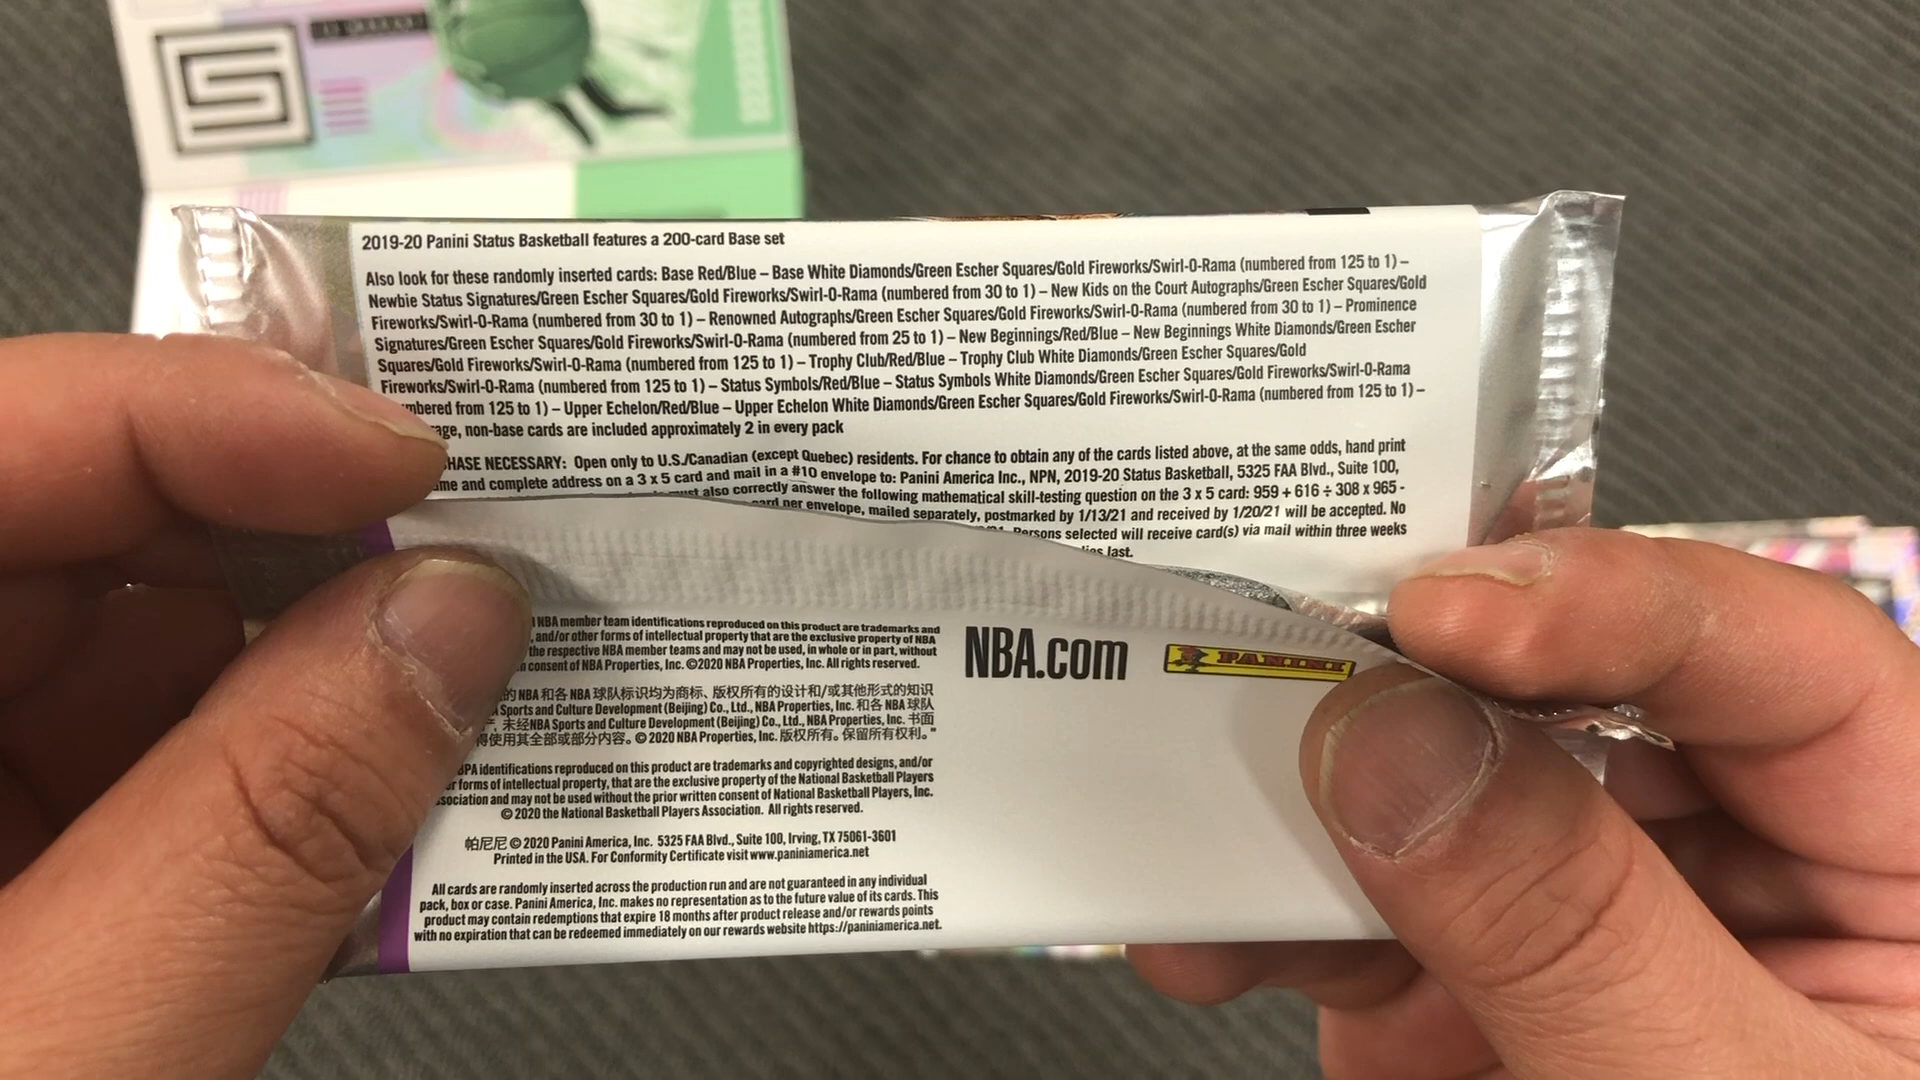 2019-20 Panini Status Basketball features a 200-card Base set
Also look for these randomly inserted cards: Base Red/Blue – Base White Diamonds/Green Escher Squares/Gold Fireworks/Swirl-O-Rama (numbered from 125 to 1) –
Newbie Status Signatures/Green Escher Squares/Gold Fireworks/Swirl-O-Rama (numbered from 30 to 1) – New Kids on the Court Autographs/Green Escher Squares/Gold
Fireworks/Swirl-O-Rama (numbered from 30 to 1) – Renowned Autographs/Green Escher Squares/Gold Fireworks/Swirl-O-Rama (numbered from 30 to 1) – Prominence
Signatures/Green Escher Squares/Gold Fireworks/Swirl-O-Rama (numbered from 25 to 1) – New Beginnings/Red/Blue – New Beginnings White Diamonds/Green Escher
Squares/Gold Fireworks/Swirl-O-Rama (numbered from 125 to 1) – Trophy Club/Red/Blue – Trophy Club White Diamonds/Green Escher Squares/Gold
Fireworks/Swirl-O-Rama (numbered from 125 to 1) – Status Symbols/Red/Blue – Status Symbols White Diamonds/Green Escher Squares/Gold Fireworks/Swirl-O-Rama
mbered from 125 to 1) – Upper Echelon/Red/Blue – Upper Echelon White Diamonds/Green Escher Squares/Gold Fireworks/Swirl-O-Rama (numbered from 125 to 1) –
age, non-base cards are included approximately 2 in every pack
HASE NECESSARY: Open only to U.S./Canadian (except Quebec) residents. For chance to obtain any of the cards listed above, at the same odds, hand print
me and complete address on a 3 x 5 card and mail in a #10 envelope to: Panini America Inc., NPN, 2019-20 Status Basketball, 5325 FAA Blvd., Suite 100,
must also correctly answer the following mathematical skill-testing question on the 3 x 5 card: 959 + 616 ÷ 308 x 965 -
card per envelope, mailed separately, postmarked by 1/13/21 and received by 1/20/21 will be accepted. No
Persons selected will receive card(s) via mail within three weeks
last.
NBA member team identifications reproduced on this product are trademarks and
, and/or other forms of intellectual property that are the exclusive property of NBA
the respective NBA member teams and may not be used, in whole or in part, without
n consent of NBA Properties, Inc. ©2020 NBA Properties, Inc. All rights reserved.
NBA.com
PANINI
的 NBA 和各 NBA 球队标识均为商标、版权所有的设计和/或其他形式的知识
A Sports and Culture Development (Beijing) Co., Ltd., NBA Properties, Inc. 和各 NBA 球队
, 未经NBA Sports and Culture Development (Beijing) Co., Ltd., NBA Properties, Inc. 书面
得使用其全部或部分内容。© 2020 NBA Properties, Inc. 版权所有。保留所有权利。"
BPA identifications reproduced on this product are trademarks and copyrighted designs, and/or
er forms of intellectual property, that are the exclusive property of the National Basketball Players
sociation and may not be used without the prior written consent of National Basketball Players, Inc.
© 2020 the National Basketball Players Association. All rights reserved.
帕尼尼 © 2020 Panini America, Inc. 5325 FAA Blvd., Suite 100, Irving, TX 75061-3601
Printed in the USA. For Conformity Certificate visit www.paniniamerica.net
All cards are randomly inserted across the production run and are not guaranteed in any individual
pack, box or case. Panini America, Inc. makes no representation as to the future value of its cards. This
product may contain redemptions that expire 18 months after product release and/or rewards points
with no expiration that can be redeemed immediately on our rewards website https://paniniamerica.net.